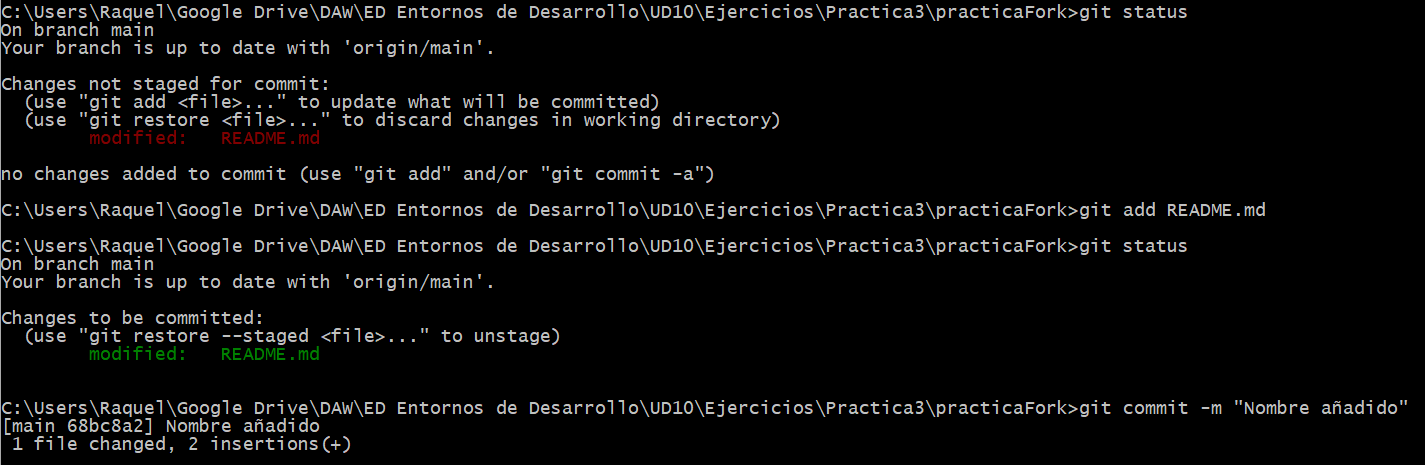 C:\Users\Raquel\Google Drive\DAW\ED Entornos de Desarrollo\UD10\Ejercicios\Practica3\practicaFork>git status
On branch main
Your branch is up to date with 'origin/main'.
Changes not staged for commit:
  (use "git add <file>..." to update what will be committed)
  (use "git restore <file>..." to discard changes in working directory)
        modified:   README.md
no changes added to commit (use "git add" and/or "git commit -a")
C:\Users\Raquel\Google Drive\DAW\ED Entornos de Desarrollo\UD10\Ejercicios\Practica3\practicaFork>git add README.md
C:\Users\Raquel\Google Drive\DAW\ED Entornos de Desarrollo\UD10\Ejercicios\Practica3\practicaFork>git status
On branch main
Your branch is up to date with 'origin/main'.
Changes to be committed:
  (use "git restore --staged <file>..." to unstage)
        modified:   README.md
C:\Users\Raquel\Google Drive\DAW\ED Entornos de Desarrollo\UD10\Ejercicios\Practica3\practicaFork>git commit -m "Nombre añadido"
[main 68bc8a2] Nombre añadido
 1 file changed, 2 insertions(+)